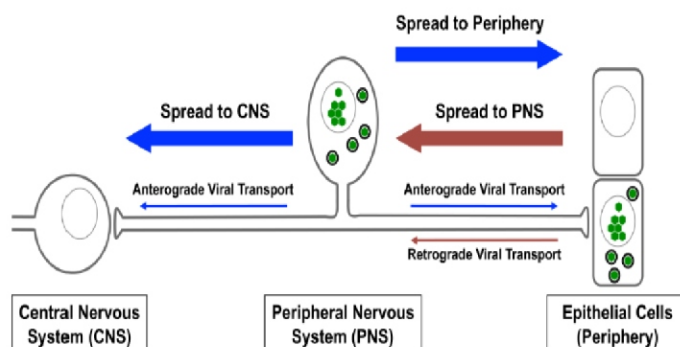 Spread to Periphery
Spread to CNS
Spread to PNS
Anterograde Viral Transport
Anterograde Viral Transport
Retrograde Viral Transport
Central Nervous
System (CNS)
Peripheral Nervous
System (PNS)
Epithelial Cells
(Periphery)